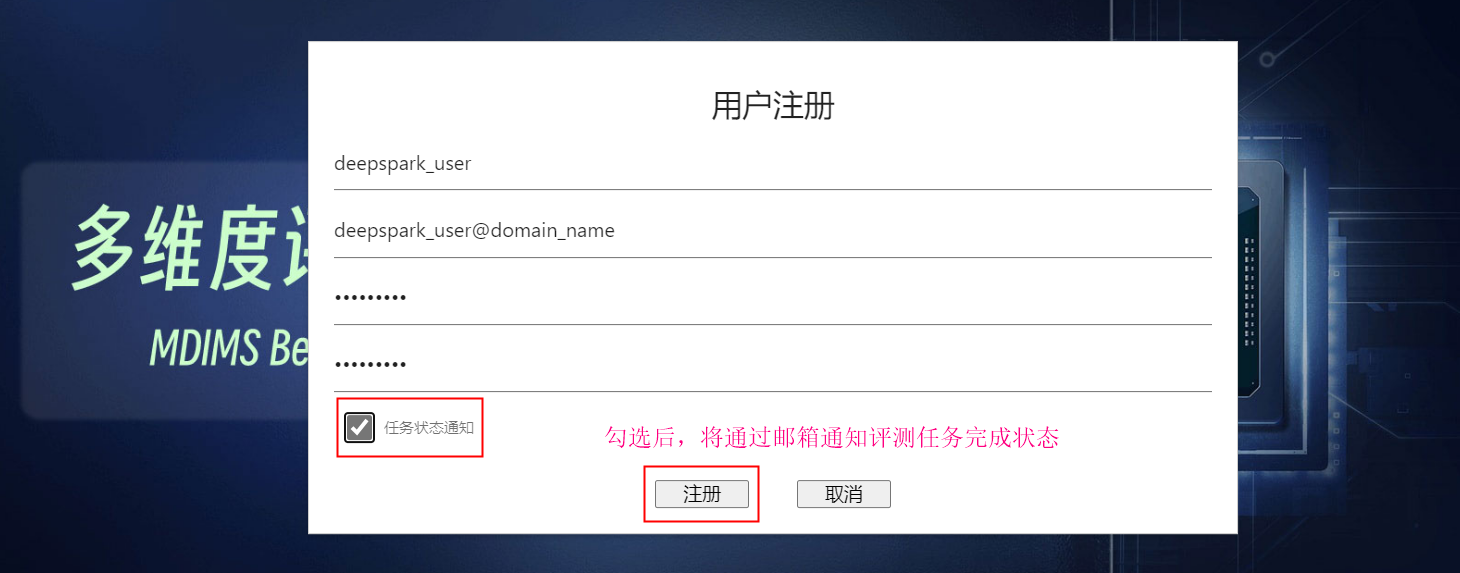 用户注册
deepspark_user
多维度
deepspark_user@domain_name
•••••••••
MDIMS Be
•••••••••
任务状态通知
勾选后，将通过邮箱通知评测任务完成状态
注册
取消